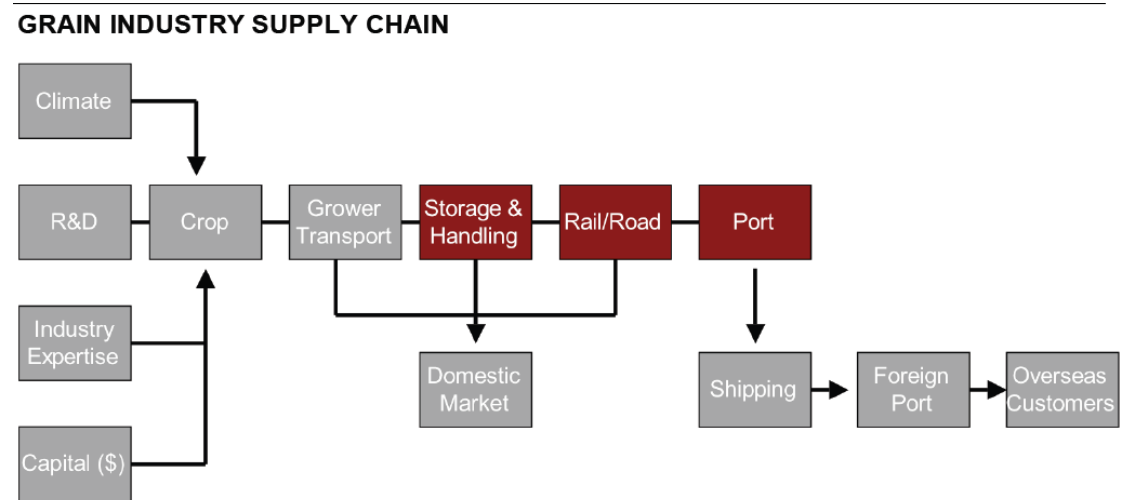 GRAIN INDUSTRY SUPPLY CHAIN
Climate
R&D
Crop
Grower
Transport
Storage &
Handling
Rail/Road
Port
Industry
Expertise
Domestic
Market
Shipping
Foreign
Port
Overseas
Customers
Capital ($)